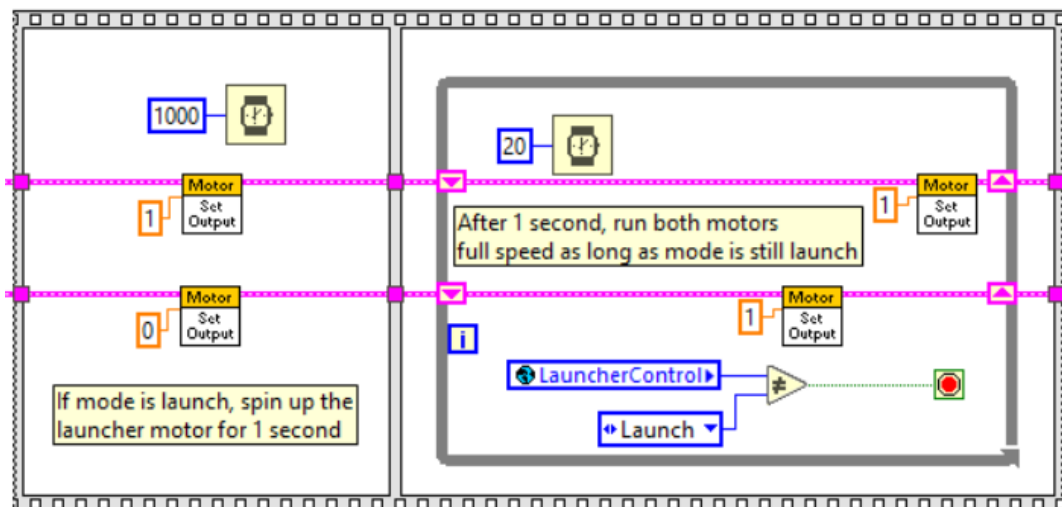 1000
Motor
Set
Output
1
Motor
Set
Output
0
If mode is launch, spin up the
launcher motor for 1 second
20
Motor
Set
Output
1
After 1 second, run both motors
full speed as long as mode is still launch
Motor
Set
Output
1
i
LauncherControl
≠
Launch